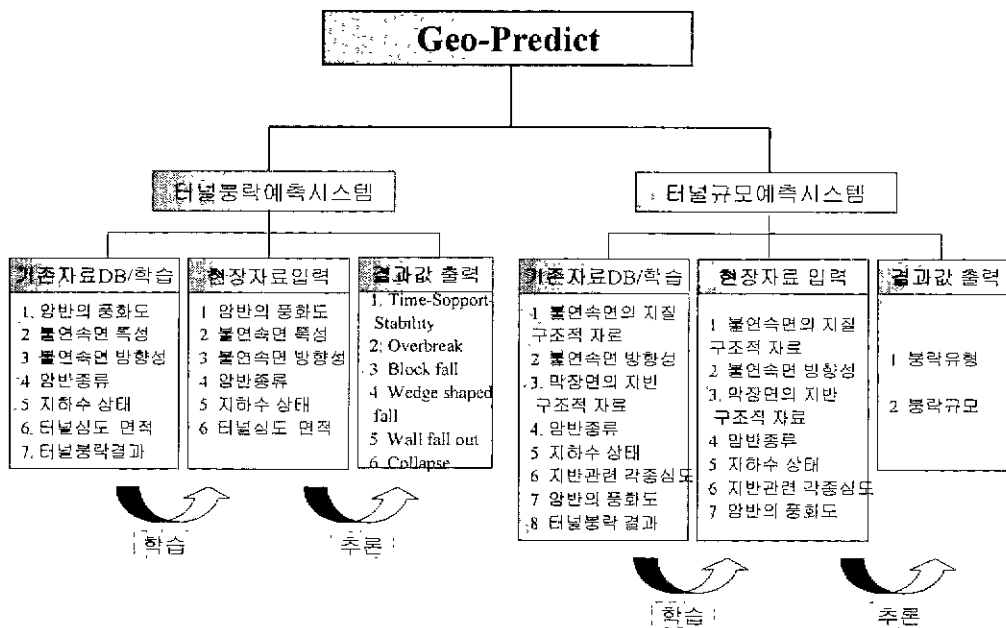 Geo-Predict
터널붕락예측시스템
기존자료DB/학습
1. 암반의 풍화도
2 불연속면 특성
3 불연속면 방향성
4 암반종류
5 지하수 상태
6. 터널심도 면적
7. 터널붕락결과
현장자료입력
1 암반의 풍화도
2 불연속면 특성
3 불연속면 방향성
4 암반종류
5 지하수 상태
6 터널심도 면적
결과값 출력
1, Time-Sopport-
Stability
2; Overbreak
3 Block fall
4 Wedge shaped
fall
5 Wall fall out
6 Collapse
학습
추론
터널규모예측시스템
기존자료DB/학습
1 불연속면의 지질
구조적 자료
2 불연속면 방향성
3. 막장면의 지반
구조적 자료
4. 암반종류
5 지하수 상태
6 지반관련 각종심도
7 암반의 풍화도
8 터널붕락 결과
현장자료 입력
1 불연속면의 지질
구조적 자료
2 불연속면 방향성
3. 막장면의 지반
구조적 자료
4 암반종류
5 지하수 상태
6 지반관련 각종심도
7 암반의 풍화도
결과값 출력
1 붕락유형
2 붕락규모
학습
추론